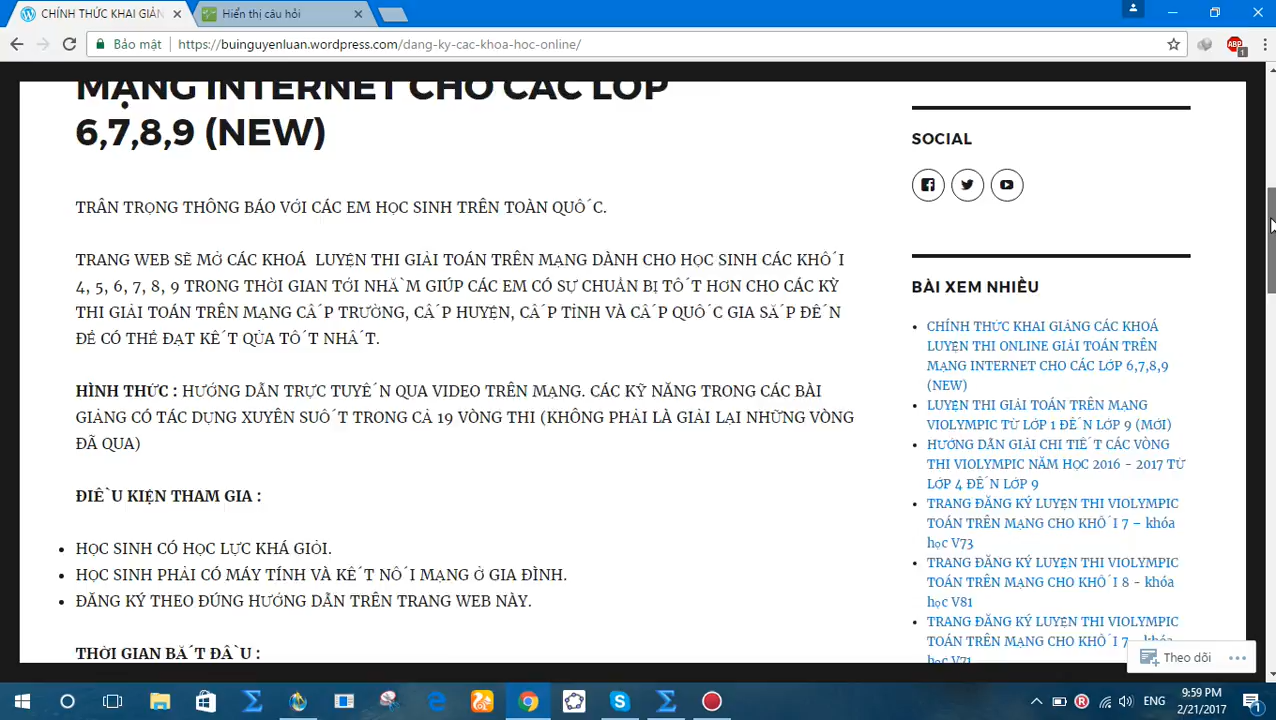 CHÍNH THỨC KHAI GIẢN
Hiển thị câu hỏi
Bảo mật
https://buinguyenluan.wordpress.com/dang-ky-cac-khoa-hoc-online/
ABP
1
MẠNG INTERNET CHO CÁC LỚP
6,7,8,9 (NEW)
TRÂN TRỌNG THÔNG BÁO VỚI CÁC EM HỌC SINH TRÊN TOÀN QUỐC.
TRANG WEB SẼ MỞ CÁC KHOÁ LUYỆN THI GIẢI TOÁN TRÊN MẠNG DÀNH CHO HỌC SINH CÁC KHỐI
4, 5, 6, 7, 8, 9 TRONG THỜI GIAN TỚI NHẰM GIÚP CÁC EM CÓ SỰ CHUẨN BỊ TỐT HƠN CHO CÁC KỲ
THI GIẢI TOÁN TRÊN MẠNG CẤP TRƯỜNG, CẤP HUYỆN, CẤP TỈNH VÀ CẤP QUỐC GIA SẮP ĐẾN
ĐỂ CÓ THỂ ĐẠT KẾT QỦA TỐT NHẤT.
HÌNH THỨC : HƯỚNG DẪN TRỰC TUYẾN QUA VIDEO TRÊN MẠNG. CÁC KỸ NĂNG TRONG CÁC BÀI
GIẢNG CÓ TÁC DỤNG XUYÊN SUỐT TRONG CẢ 19 VÒNG THI (KHÔNG PHẢI LÀ GIẢI LẠI NHỮNG VÒNG
ĐÃ QUA)
ĐIỀU KIỆN THAM GIA :
HỌC SINH CÓ HỌC LỰC KHÁ GIỎI.
HỌC SINH PHẢI CÓ MÁY TÍNH VÀ KẾT NỐI MẠNG Ở GIA ĐÌNH.
ĐĂNG KÝ THEO ĐÚNG HƯỚNG DẪN TRÊN TRANG WEB NÀY.
THỜI GIAN BẮT ĐẦU :
SOCIAL
BÀI XEM NHIỀU
CHÍNH THỨC KHAI GIẢNG CÁC KHOÁ
LUYỆN THI ONLINE GIẢI TOÁN TRÊN
MẠNG INTERNET CHO CÁC LỚP 6,7,8,9
(NEW)
LUYỆN THI GIẢI TOÁN TRÊN MẠNG
VIOLYMPIC TỪ LỚP 1 ĐẾN LỚP 9 (MỚI)
HƯỚNG DẪN GIẢI CHI TIẾT CÁC VÒNG
THI VIOLYMPIC NĂM HỌC 2016 - 2017 TỪ
LỚP 4 ĐẾN LỚP 9
TRANG ĐĂNG KÝ LUYỆN THI VIOLYMPIC
TOÁN TRÊN MẠNG CHO KHỐI 7 – khóa
học V73
TRANG ĐĂNG KÝ LUYỆN THI VIOLYMPIC
TOÁN TRÊN MẠNG CHO KHỐI 8 - khóa
học V81
TRANG ĐĂNG KÝ LUYỆN THI VIOLYMPIC
TOÁN TRÊN MẠNG CHO KHỐI 7 – khóa
học V71
Theo dõi
ENG
9:59 PM
2/21/2017
1